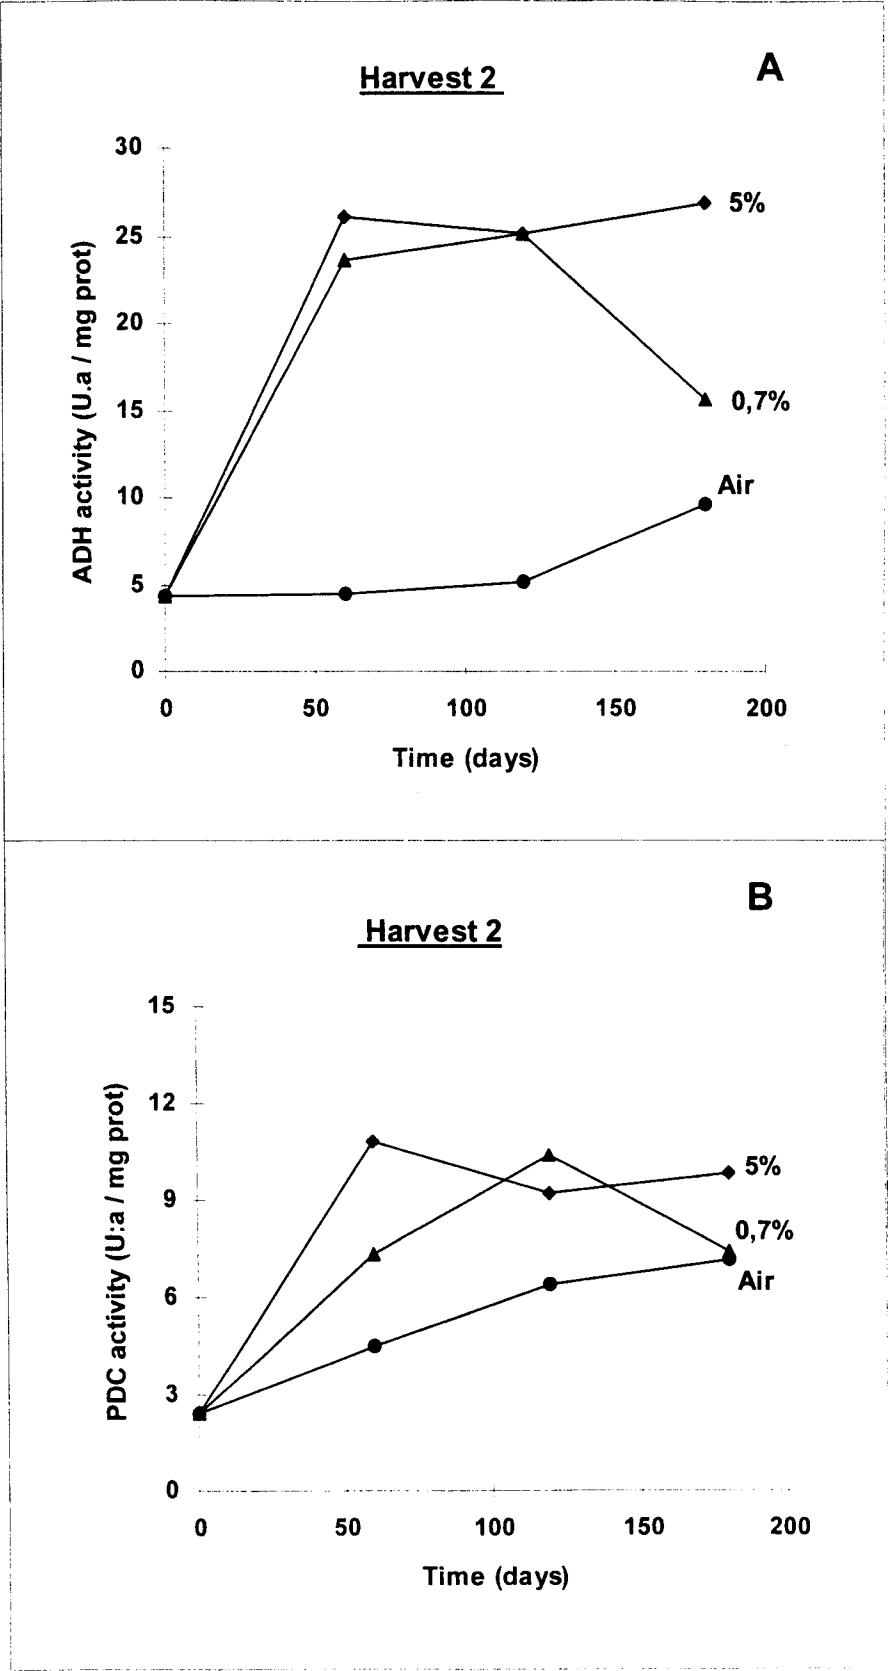 A
Harvest 2
30
25
20
15
10
5
0
ADH activity (U.a / mg prot)
5%
0,7%
Air
0 50 100 150 200
Time (days)
B
Harvest 2
15
12
9
6
3
0
PDC activity (U:a / mg prot)
5%
0,7%
Air
0 50 100 150 200
Time (days)